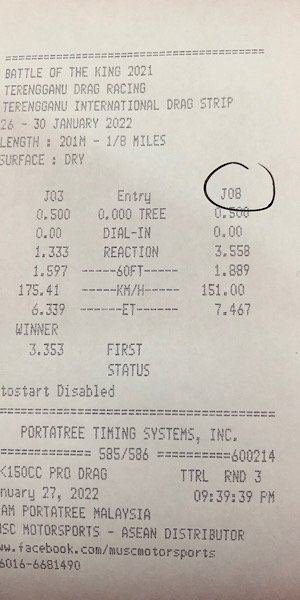 ==========================================
BATTLE OF THE KING 2021
TERENGGANU DRAG RACING
TERENGGANU INTERNATIONAL DRAG STRIP
26 - 30 JANUARY 2022
LENGTH : 201M - 1/8 MILES
SURFACE : DRY
J03 Entry J08
0.500 0.000 TREE 0.500
0.00 DIAL-IN 0.00
1.333 REACTION 3.558
1.597 ------60FT------ 1.889
175.41 ------KM/H------ 151.00
6.339 -------ET------- 7.467
WINNER
3.353 FIRST
STATUS
tostart Disabled
==========================================
PORTATREE TIMING SYSTEMS, INC.
============= 585/586 ===========600214
K150CC PRO DRAG TTRL RND 3
nuary 27, 2022 09:39:39 PM
AM PORTATREE MALAYSIA
USC MOTORSPORTS - ASEAN DISTRIBUTOR
ww.facebook.com/muscmotorsports
6016-6681490